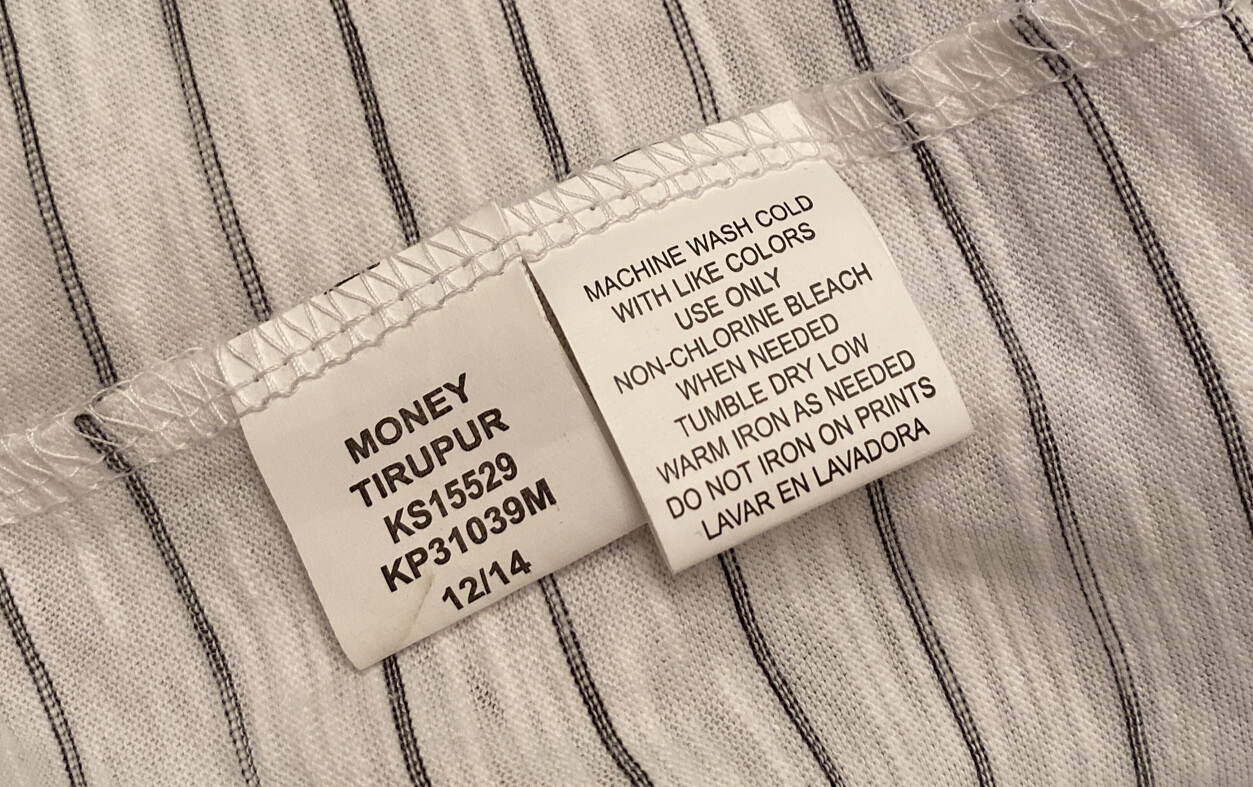 MONEY
TIRUPUR
KS15529
KP31039M
12/14
MACHINE WASH COLD
WITH LIKE COLORS
USE ONLY
NON-CHLORINE BLEACH
WHEN NEEDED
TUMBLE DRY LOW
WARM IRON AS NEEDED
DO NOT IRON ON PRINTS
LAVAR EN LAVADORA